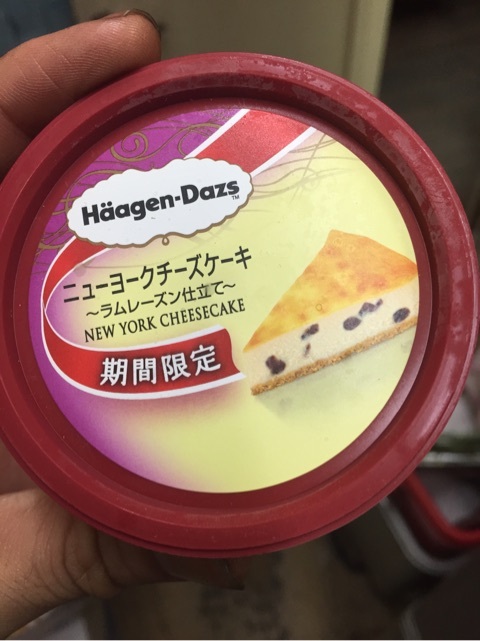 Häagen-Dazs™
ニューヨークチーズケーキ
～ラムレーズン仕立て～
NEW YORK CHEESECAKE
期間限定